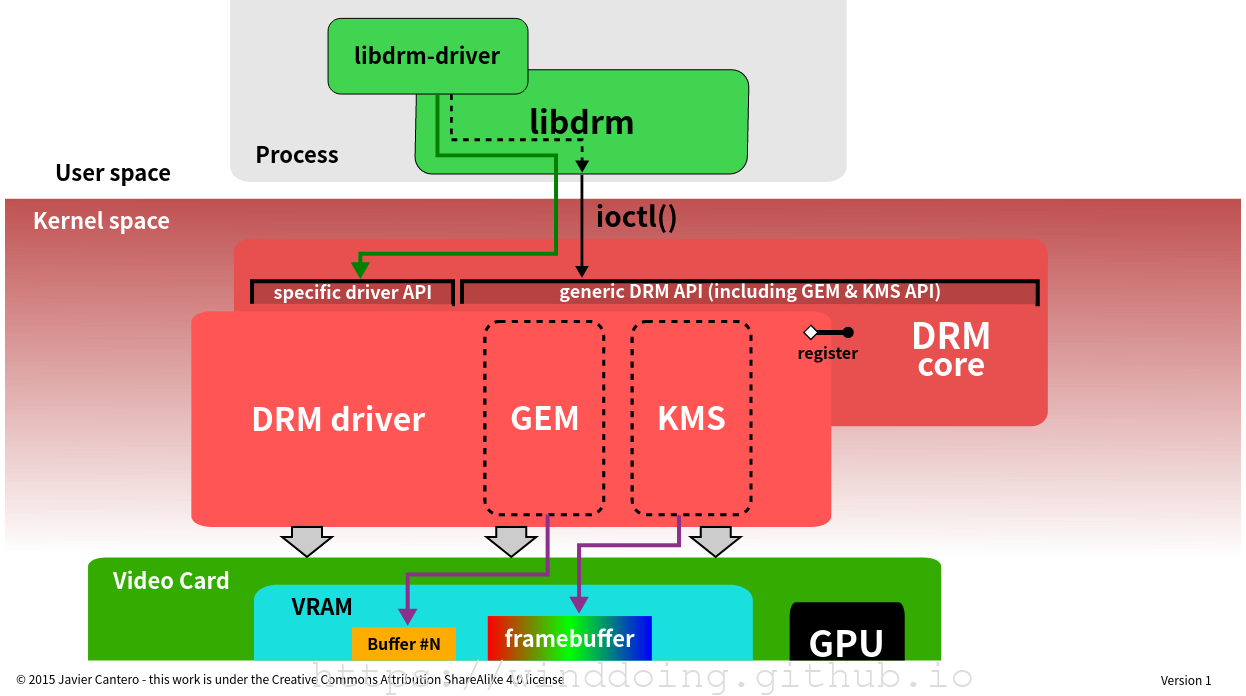 libdrm-driver
libdrm
Process
User space
Kernel space
ioctl()
specific driver API
generic DRM API (including GEM & KMS API)
DRM
core
register
DRM driver
GEM
KMS
Video Card
VRAM
Buffer #N
framebuffer
GPU
https://winddoing.github.io
© 2015 Javier Cantero - this work is under the Creative Commons Attribution ShareAlike 4.0 license
Version 1